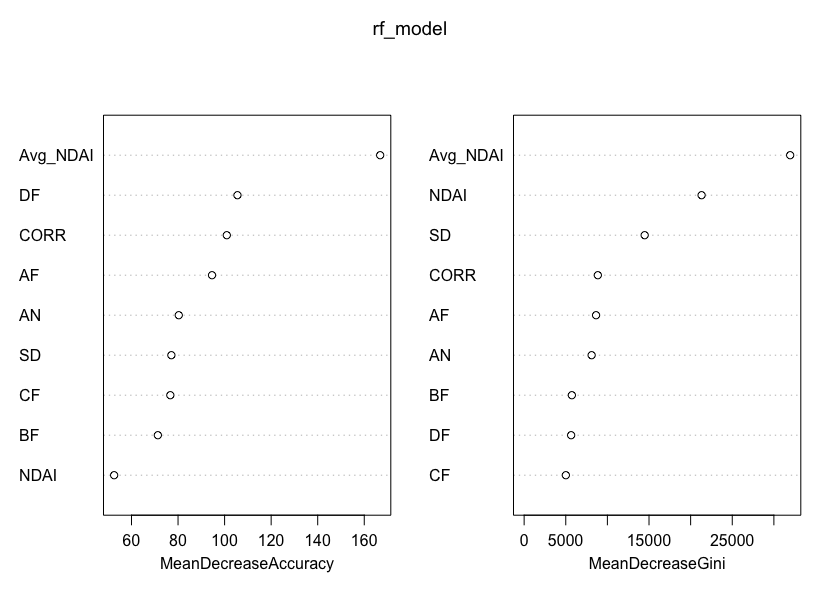 rf_model
Avg_NDAI
DF
CORR
AF
AN
SD
CF
BF
NDAI
60 80 100 120 140 160
MeanDecreaseAccuracy
Avg_NDAI
NDAI
SD
CORR
AF
AN
BF
DF
CF
0 5000 15000 25000
MeanDecreaseGini